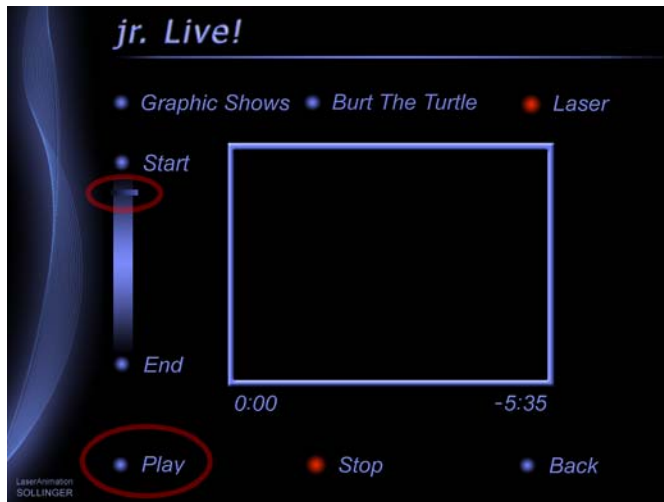 jr. Live!
Graphic Shows Burt The Turtle Laser
Start
End
0:00 -5:35
Play Stop Back
LaserAnimation
SOLLINGER